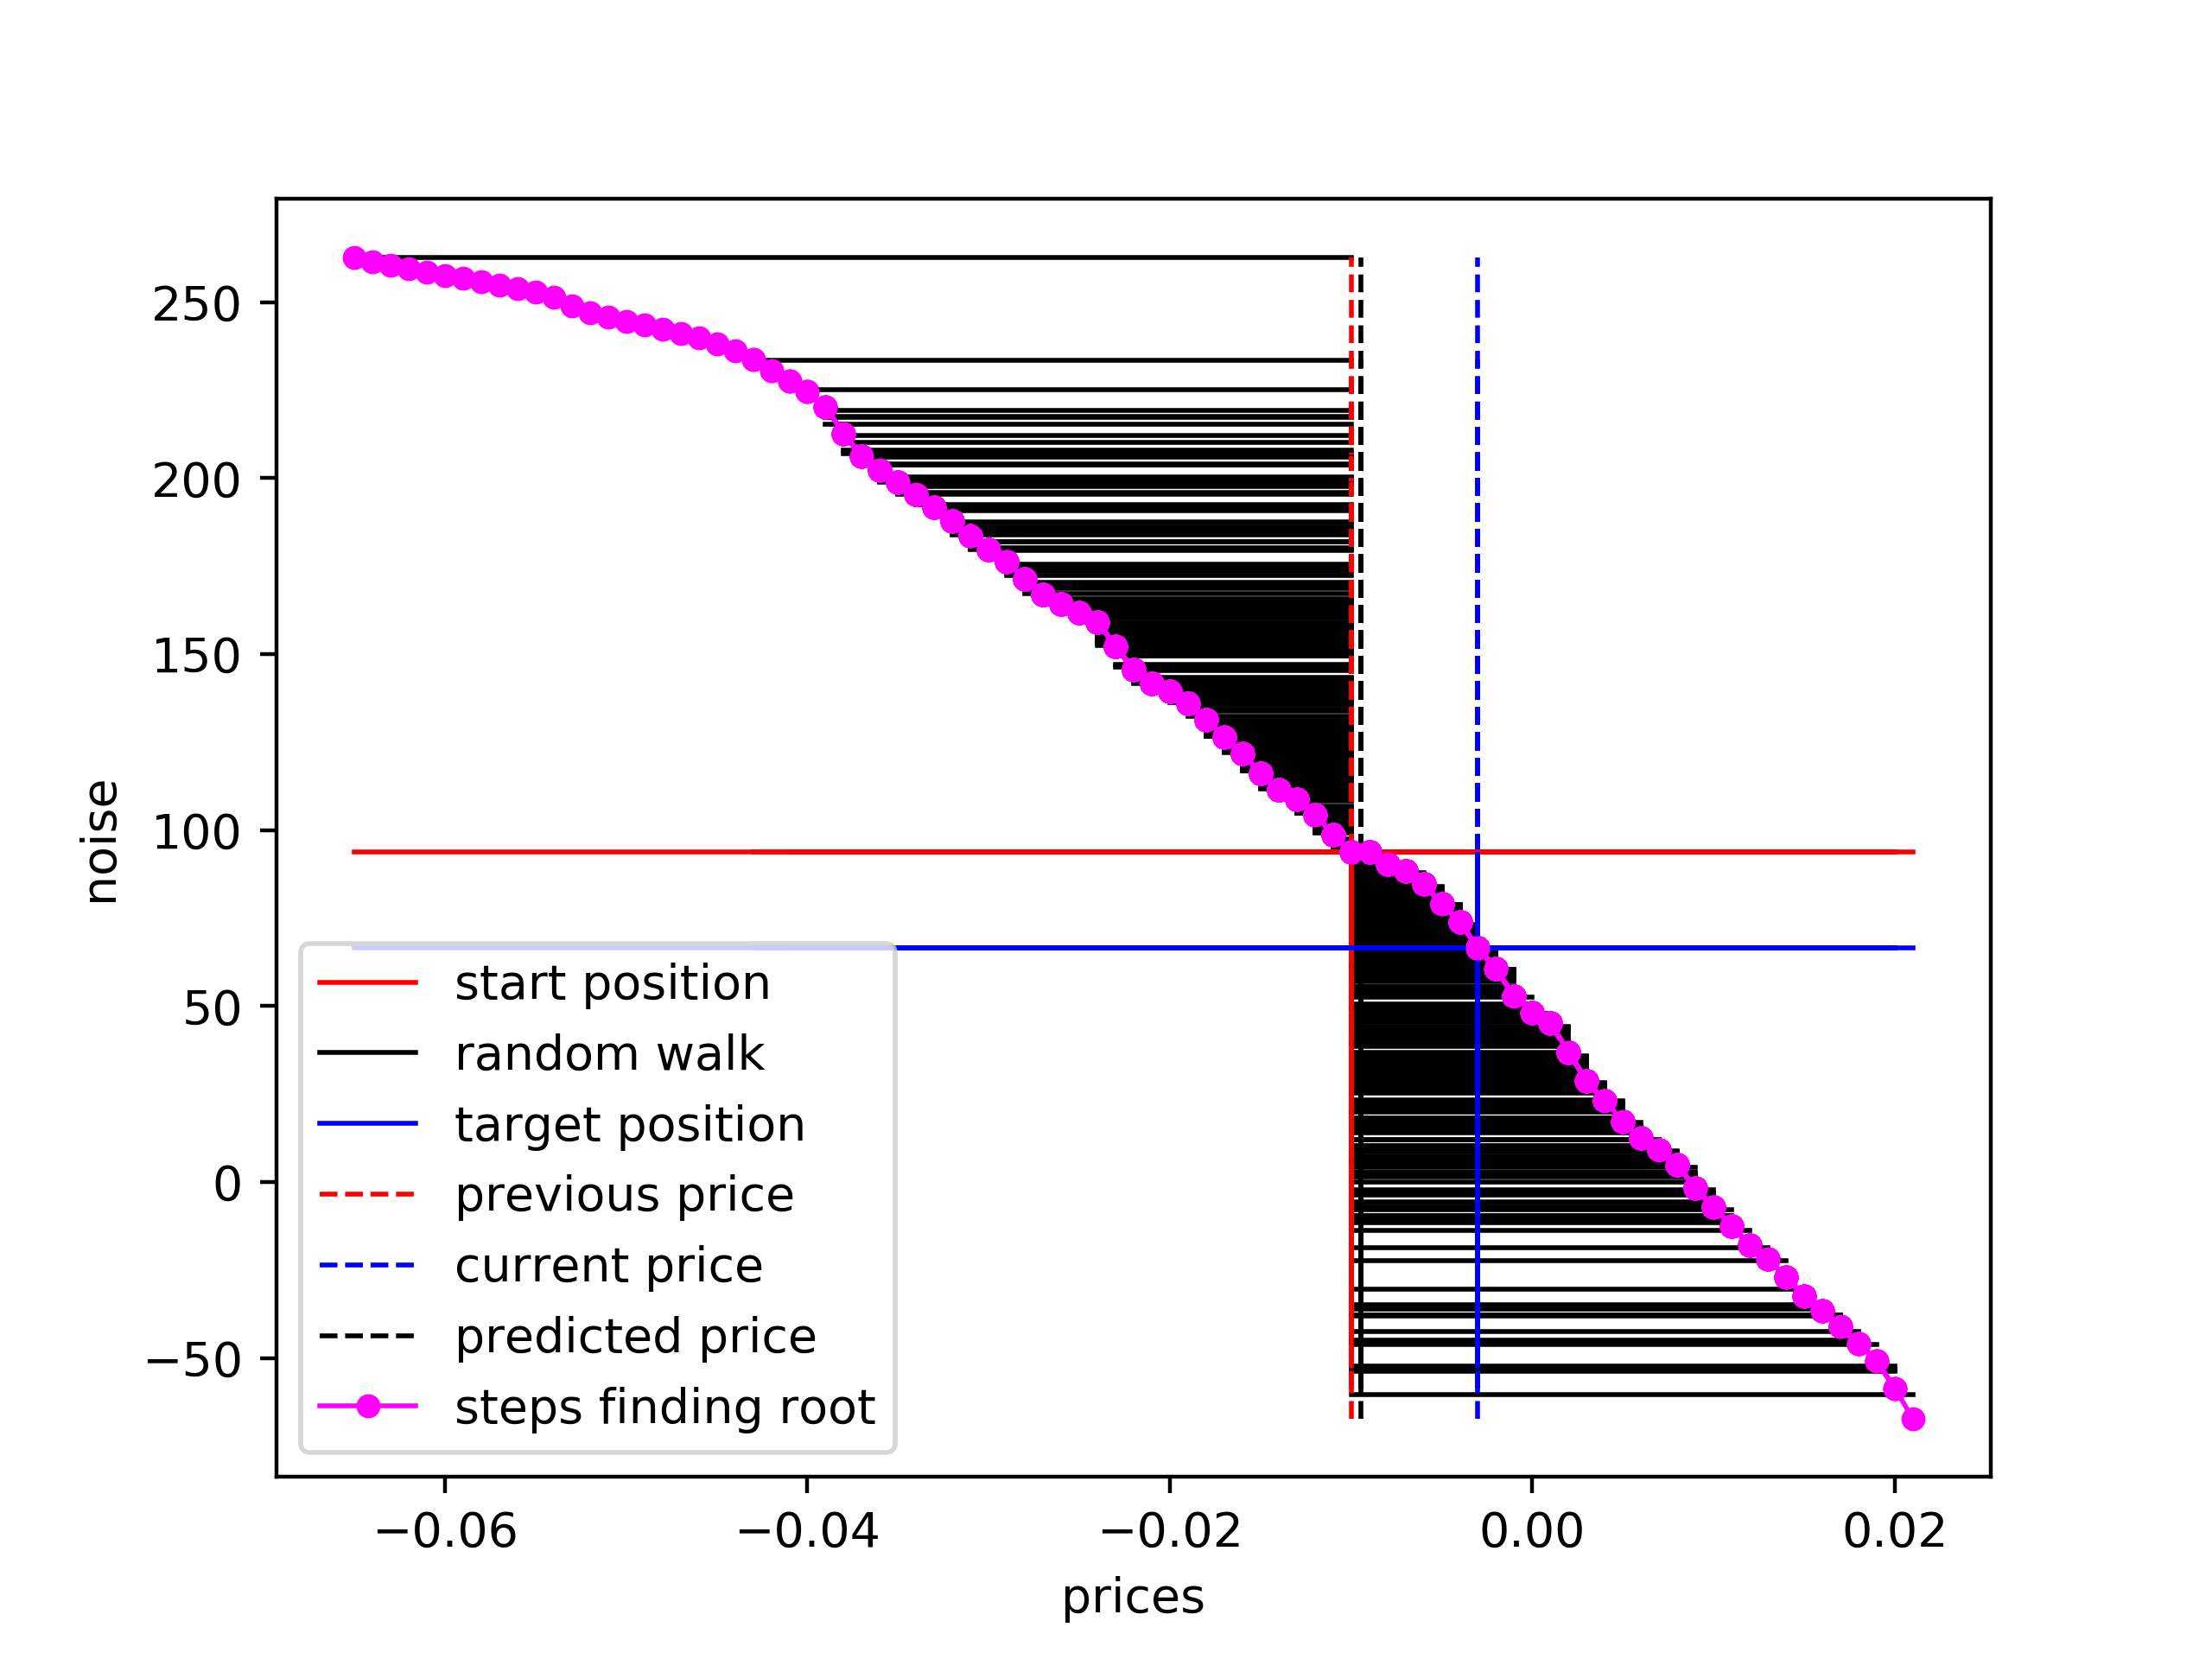 250
200
150
100
50
0
−50
noise
start position
random walk
target position
previous price
current price
predicted price
steps finding root
−0.06 −0.04 −0.02 0.00 0.02
prices